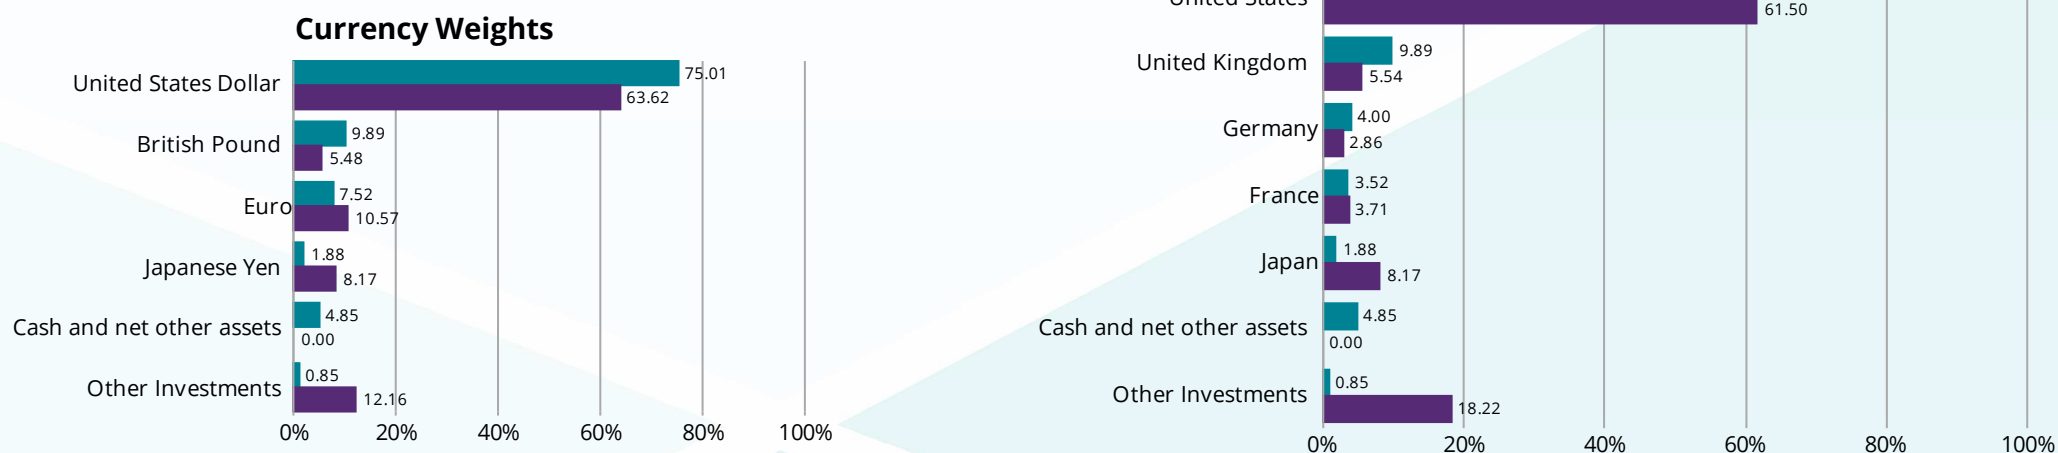 Currency Weights
United States Dollar
75.01
63.62
British Pound
9.89
5.48
Euro
7.52
10.57
Japanese Yen
1.88
8.17
Cash and net other assets
4.85
0.00
Other Investments
0.85
12.16
0% 20% 40% 60% 80% 100%
United States
61.50
United Kingdom
9.89
5.54
Germany
4.00
2.86
France
3.52
3.71
Japan
1.88
8.17
Cash and net other assets
4.85
0.00
Other Investments
0.85
18.22
0% 20% 40% 60% 80% 100%